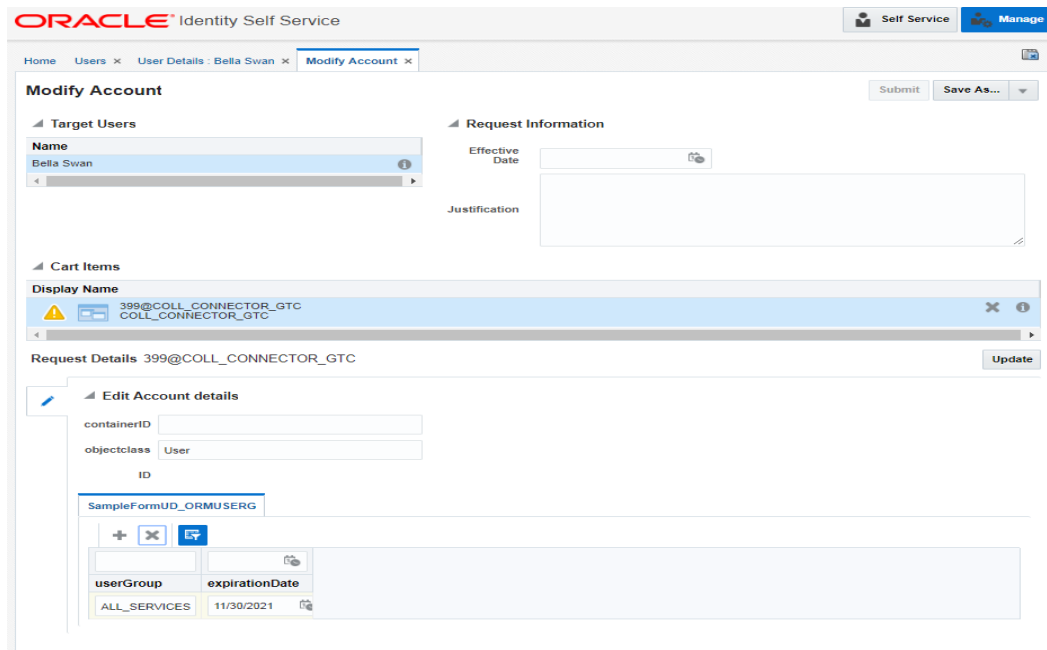 ORACLE Identity Self Service
Self Service
Manage
Home Users × User Details : Bella Swan × Modify Account ×
Modify Account
Submit Save As...
Target Users
Name
Bella Swan
Request Information
Effective
Date
Justification
Cart Items
Display Name
399@COLL_CONNECTOR_GTC
COLL_CONNECTOR_GTC
Request Details 399@COLL_CONNECTOR_GTC
Update
Edit Account details
containerID
objectclass User
ID
SampleFormUD_ORMUSERG
userGroup expirationDate
ALL_SERVICES 11/30/2021